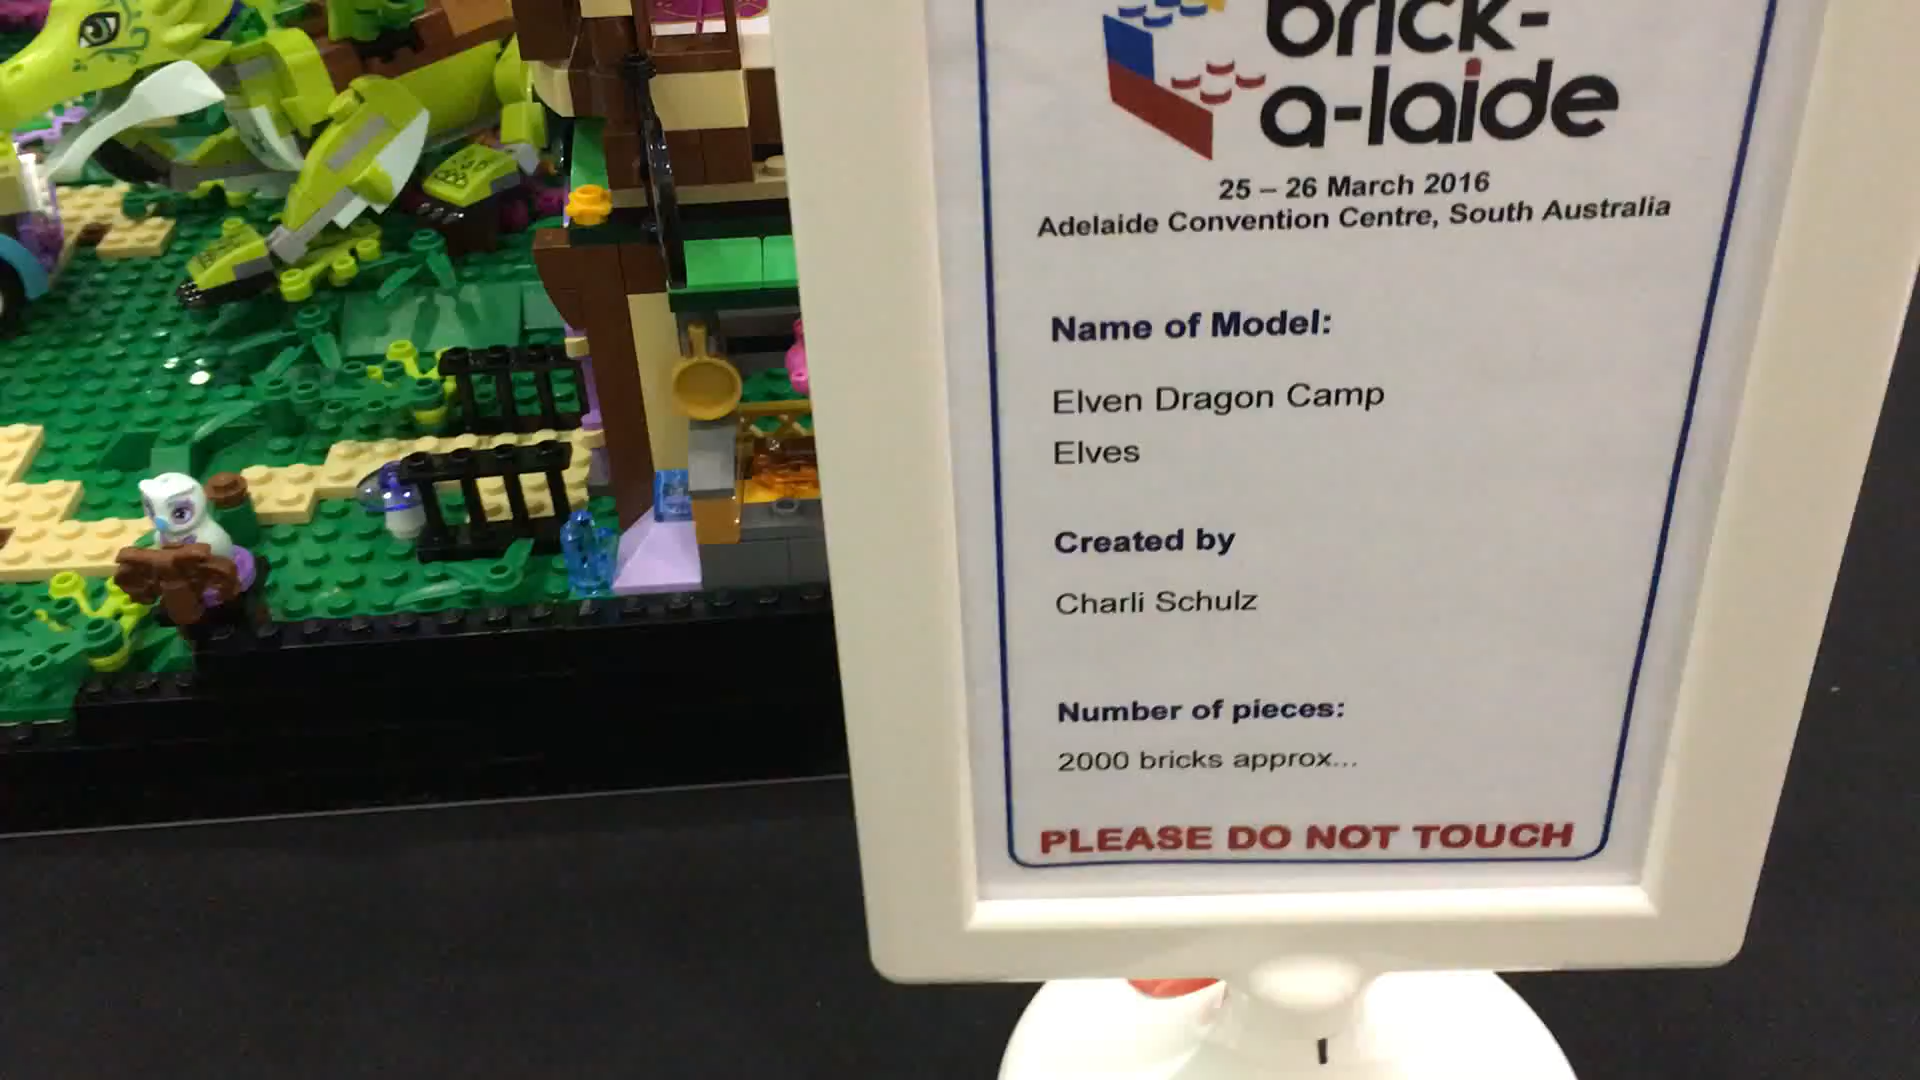 brick-
a-laide
25 – 26 March 2016
Adelaide Convention Centre, South Australia
Name of Model:
Elven Dragon Camp
Elves
Created by
Charli Schulz
Number of pieces:
2000 bricks approx...
PLEASE DO NOT TOUCH